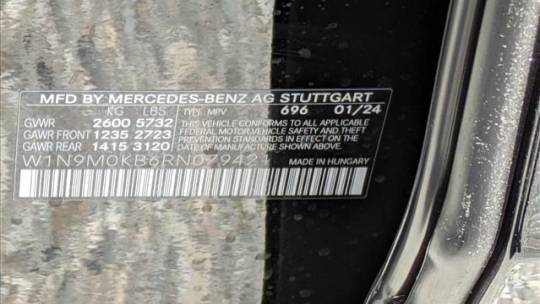 MFD BY MERCEDES-BENZ AG STUTTGART
KG LBS TYPE: MPV 696 01/24
GVWR 2600 5732
GAWR FRONT 1235 2723
GAWR REAR 1415 3120
THIS VEHICLE CONFORMS TO ALL APPLICABLE
FEDERAL MOTOR VEHICLE SAFETY AND THEFT
PREVENTION STANDARDS IN EFFECT ON THE
DATE OF MANUFACTURE SHOWN ABOVE.
W1N9M0KB6RN079421 MADE IN HUNGARY